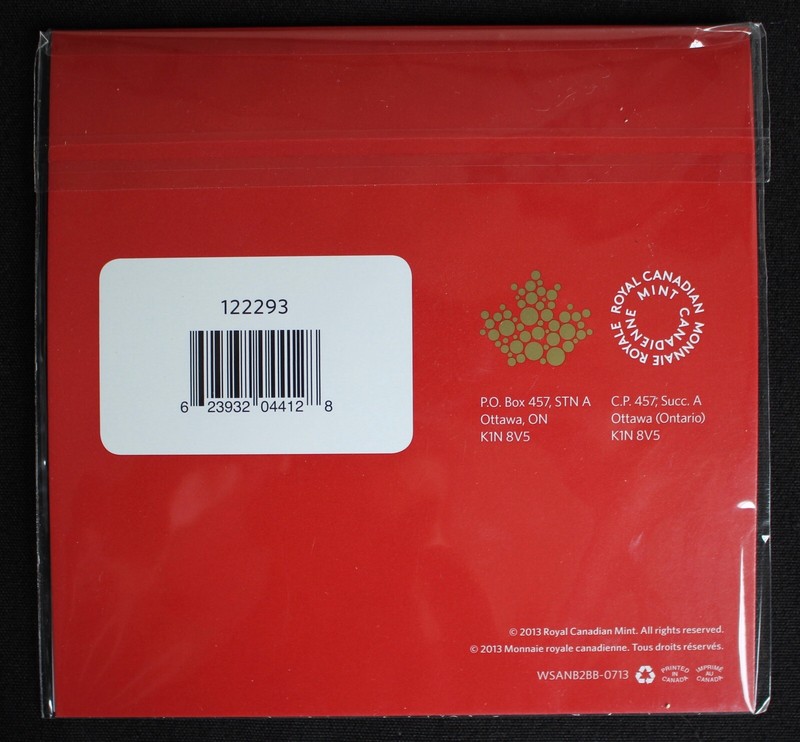 122293
6 23932 04412 8
ROYAL CANADIAN MINT
MONNAIE ROYALE CANADIENNE
P.O. Box 457, STN A
Ottawa, ON
K1N 8V5
C.P. 457, Succ. A
Ottawa (Ontario)
K1N 8V5
© 2013 Royal Canadian Mint. All rights reserved.
© 2013 Monnaie royale canadienne. Tous droits réservés.
WSANB2BB-0713
PRINTED
IN
CANADA
IMPRIMÉ
AU
CANADA